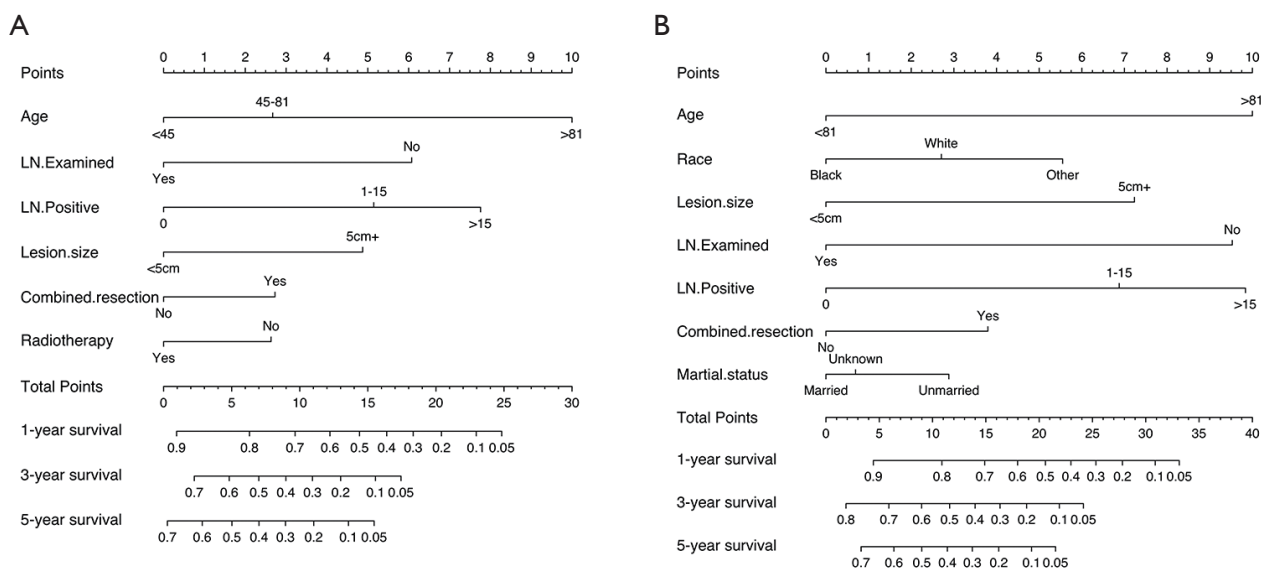 A
0 1 2 3 4 5 6 7 8 9 10
Points
45-81
Age
<45 >81
No
LN.Examined
Yes
1-15
LN.Positive
0 >15
5cm+
Lesion.size
<5cm
Yes
Combined.resection
No
No
Radiotherapy
Yes
Total Points
0 5 10 15 20 25 30
1-year survival
0.9 0.8 0.7 0.6 0.5 0.4 0.3 0.2 0.1 0.05
3-year survival
0.7 0.6 0.5 0.4 0.3 0.2 0.1 0.05
5-year survival
0.7 0.6 0.5 0.4 0.3 0.2 0.1 0.05
B
0 1 2 3 4 5 6 7 8 9 10
Points
>81
Age
<81
White
Race
Black Other
5cm+
Lesion.size
<5cm
No
LN.Examined
Yes
1-15
LN.Positive
0 >15
Yes
Combined.resection
No
Unknown
Martial.status
Married Unmarried
Total Points
0 5 10 15 20 25 30 35 40
1-year survival
0.9 0.8 0.7 0.6 0.5 0.4 0.3 0.2 0.1 0.05
3-year survival
0.8 0.7 0.6 0.5 0.4 0.3 0.2 0.1 0.05
5-year survival
0.7 0.6 0.5 0.4 0.3 0.2 0.1 0.05